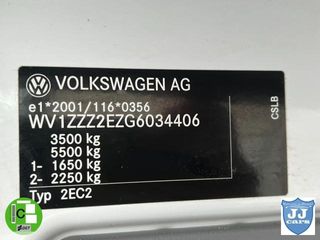 VOLKSWAGEN AG
e1*2001/116*0356
WV1ZZZ2EZG6034406
3500 kg
5500 kg
1- 1650 kg
2- 2250 kg
Typ 2EC2
CSLB
C
JJ
cars